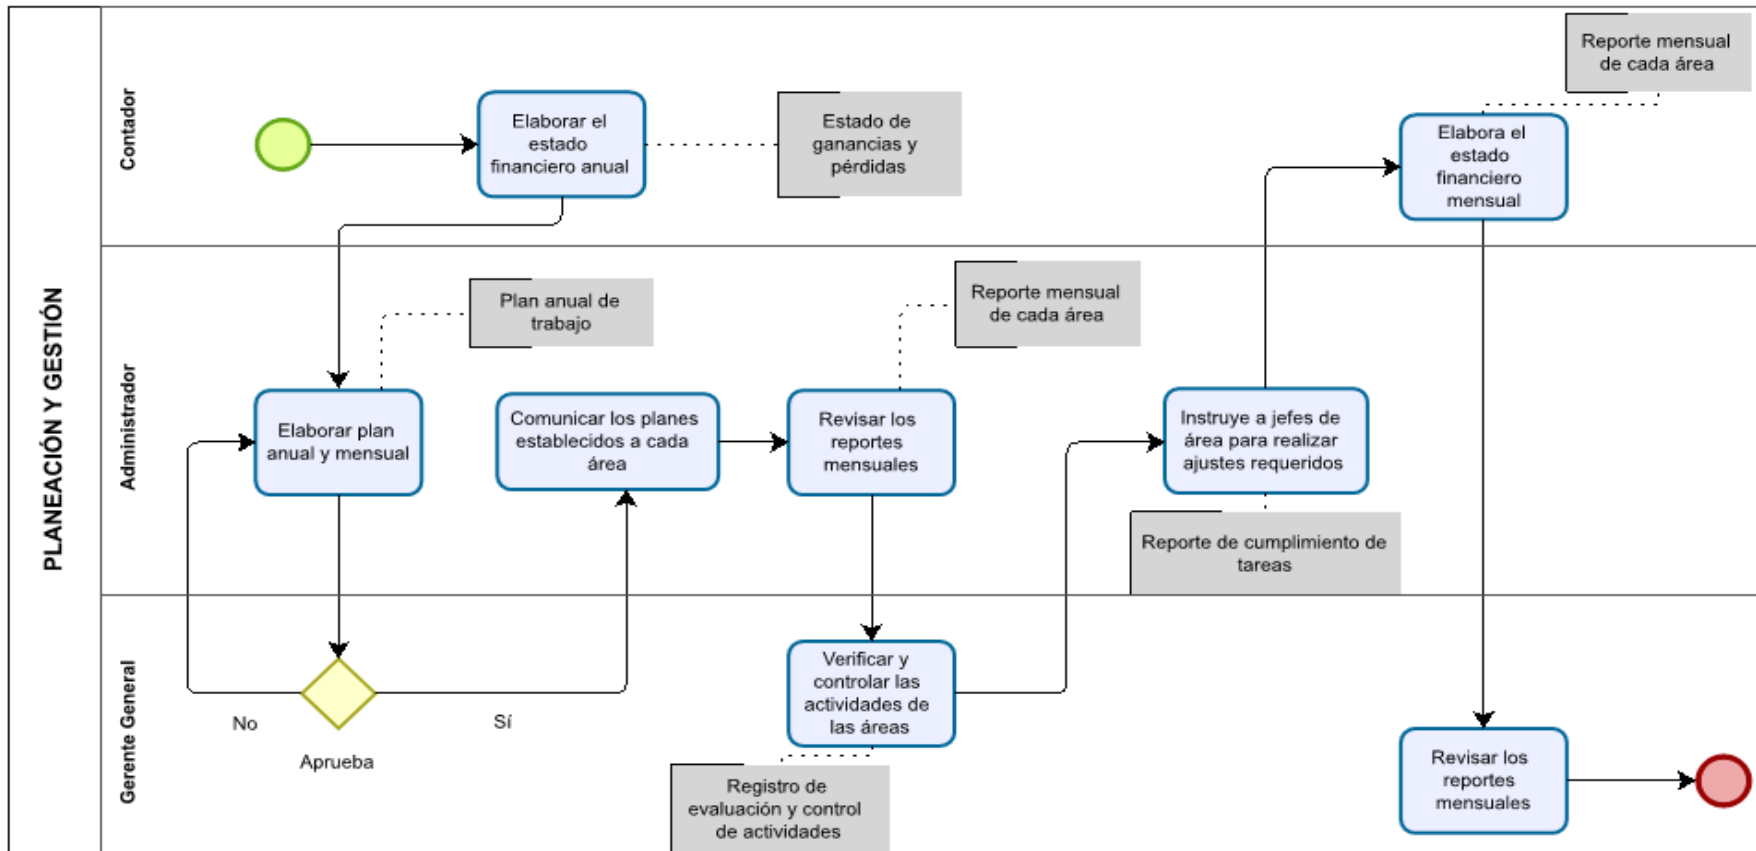 PLANEACIÓN Y GESTIÓN
Contador
Elaborar el
estado
financiero anual
Estado de
ganancias y
pérdidas
Reporte mensual
de cada área
Elabora el
estado
financiero
mensual
Administrador
Plan anual de
trabajo
Reporte mensual
de cada área
Elaborar plan
anual y mensual
Comunicar los planes
establecidos a cada
área
Revisar los
reportes
mensuales
Instruye a jefes de
área para realizar
ajustes requeridos
Reporte de cumplimiento de
tareas
Gerente General
No
Aprueba
Sí
Verificar y
controlar las
actividades de
las áreas
Registro de
evaluación y control
de actividades
Revisar los
reportes
mensuales